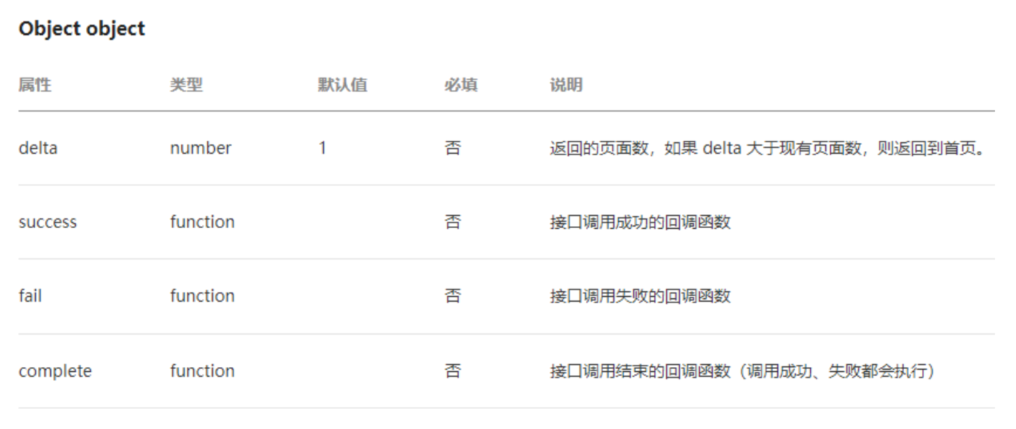 Object object
属性 类型 默认值 必填 说明
delta number 1 否 返回的页面数，如果 delta 大于现有页面数，则返回到首页。
success function 否 接口调用成功的回调函数
fail function 否 接口调用失败的回调函数
complete function 否 接口调用结束的回调函数（调用成功、失败都会执行）